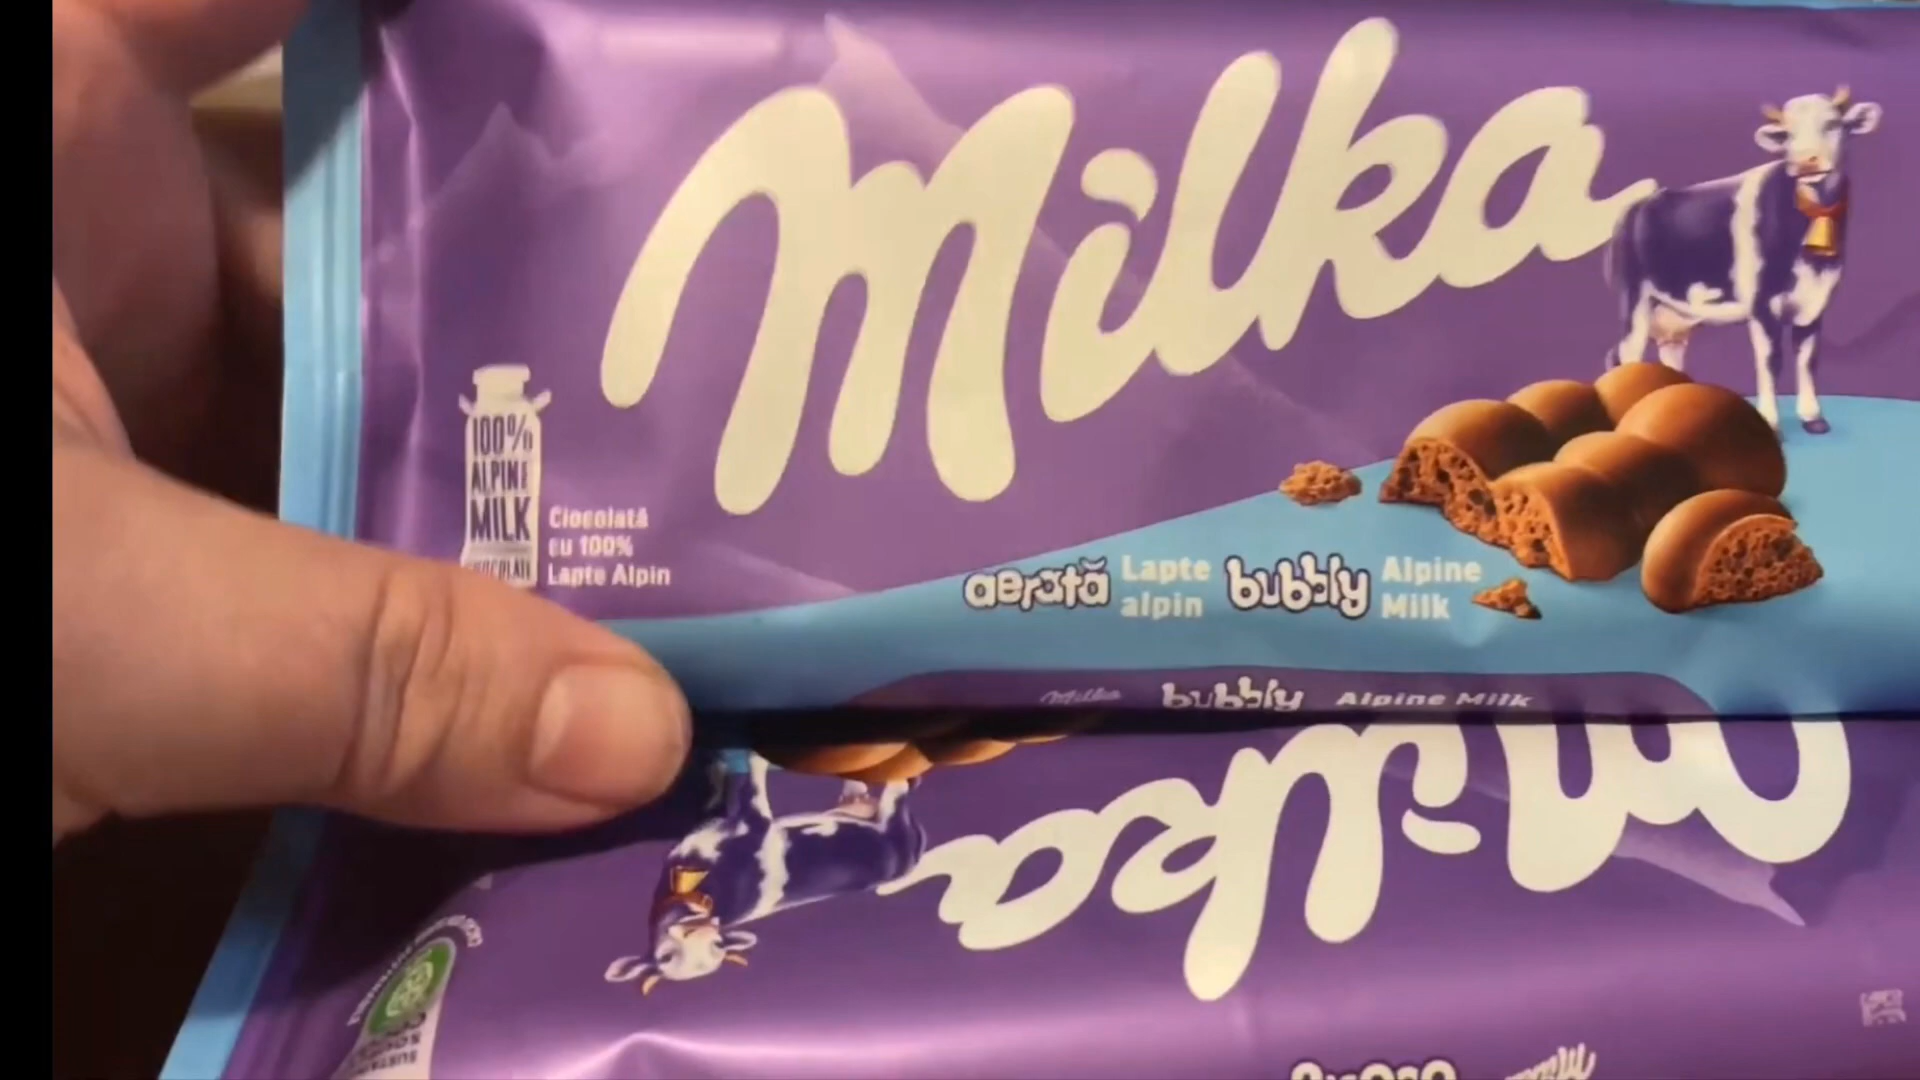 Milka
100%
ALPINE
MILK
Ciocolată
cu 100%
Lapte Alpin
aerată Lapte alpin bubbly Alpine Milk
Milka bubbly Alpine Milk
Milka